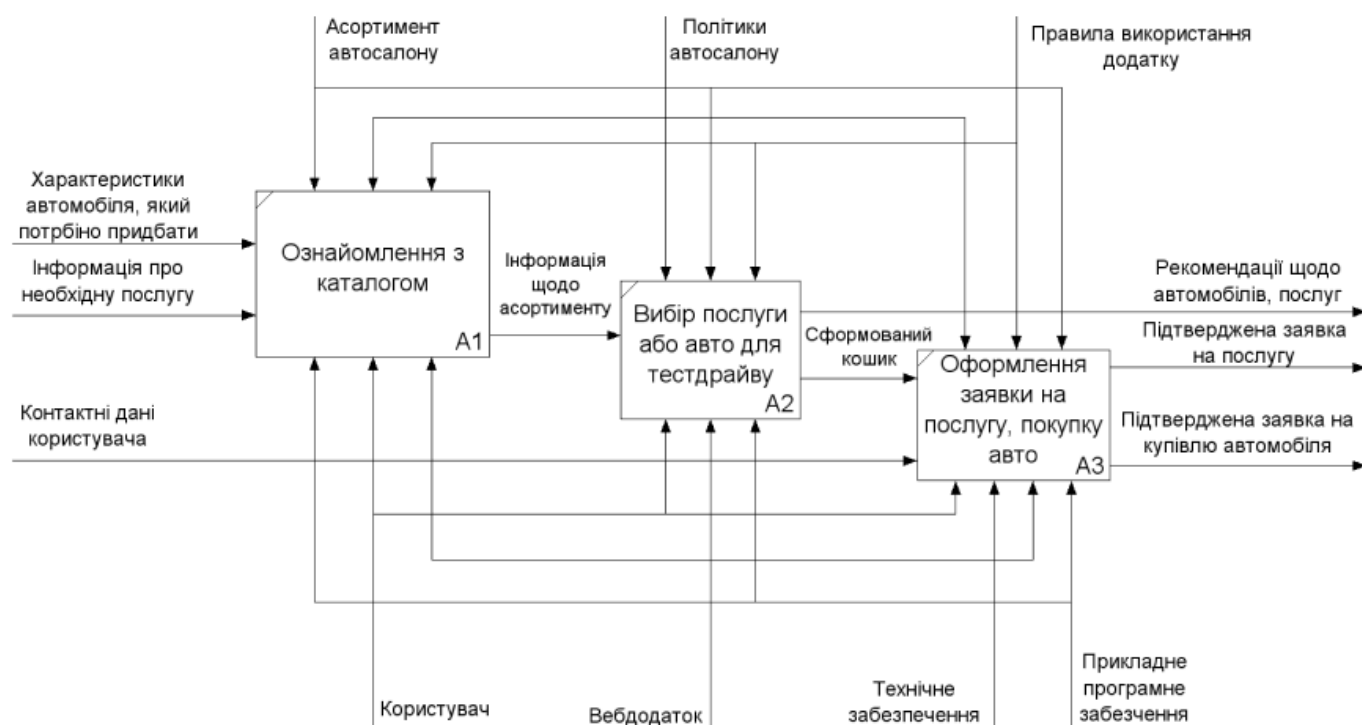 Асортимент
автосалону
Політики
автосалону
Правила використання
додатку
Характеристики
автомобіля, який
потрбіно придбати
Інформація про
необхідну послугу
Ознайомлення з
каталогом
A1
Інформація
щодо
асортименту
Вибір послуги
або авто для
тестдрайву
A2
Сформований
кошик
Рекомендації щодо
автомобілів, послуг
Підтверджена заявка
на послугу
Оформлення
заявки на
послугу, покупку
авто
A3
Контактні дані
користувача
Підтверджена заявка на
купівлю автомобіля
Користувач
Вебдодаток
Технічне
забезпечення
Прикладне
програмне
забезчення